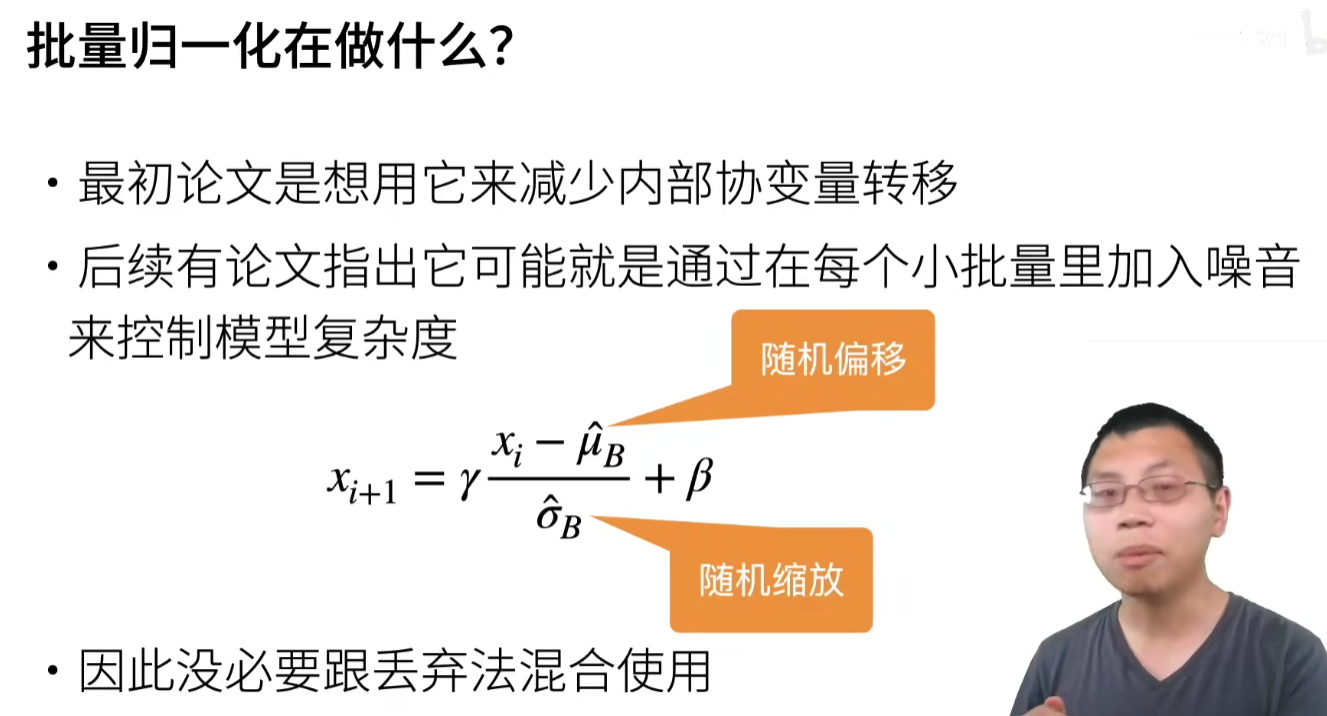 批量归一化在做什么？
• 最初论文是想用它来减少内部协变量转移
• 后续有论文指出它可能就是通过在每个小批量里加入噪音
来控制模型复杂度
随机偏移
x_{i+1} = γ \frac{x_i − \hat{μ}_B}{\hat{σ}_B} + β
随机缩放
• 因此没必要跟丢弃法混合使用